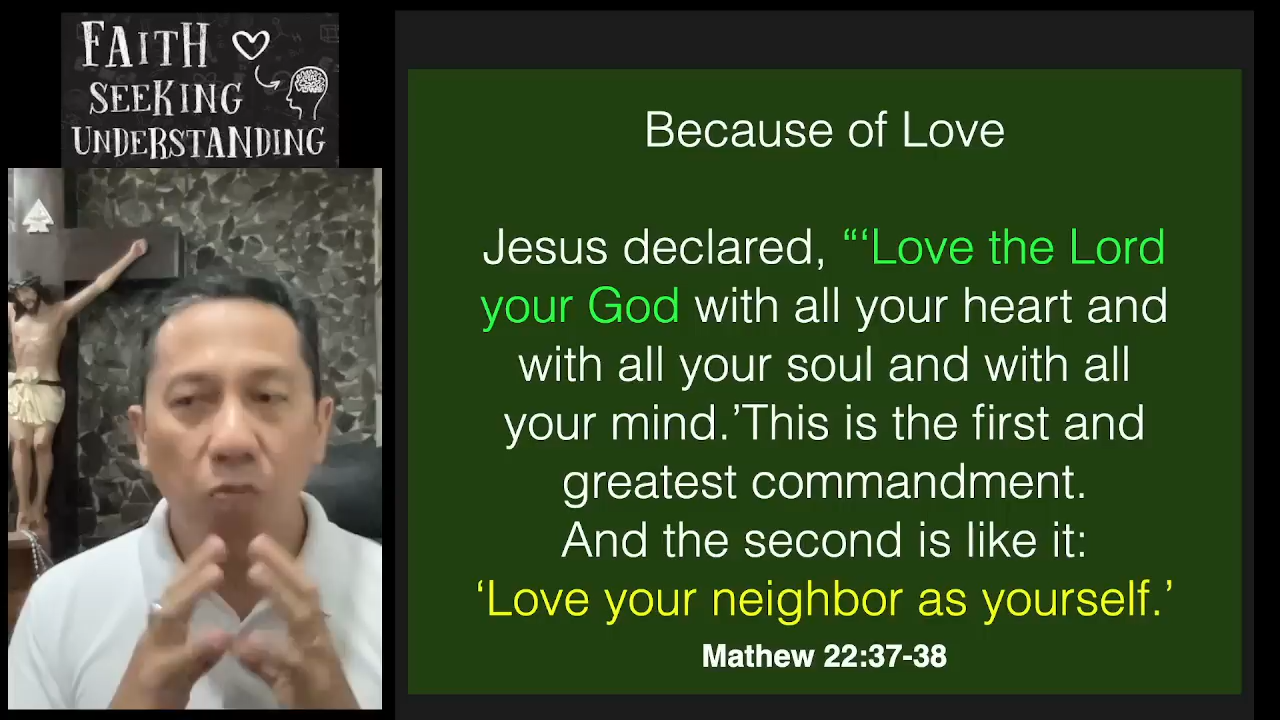 FAITH
SEEKING
UNDERSTANDING
Because of Love
Jesus declared, “‘Love the Lord
your God with all your heart and
with all your soul and with all
your mind.’This is the first and
greatest commandment.
And the second is like it:
‘Love your neighbor as yourself.’
Mathew 22:37-38